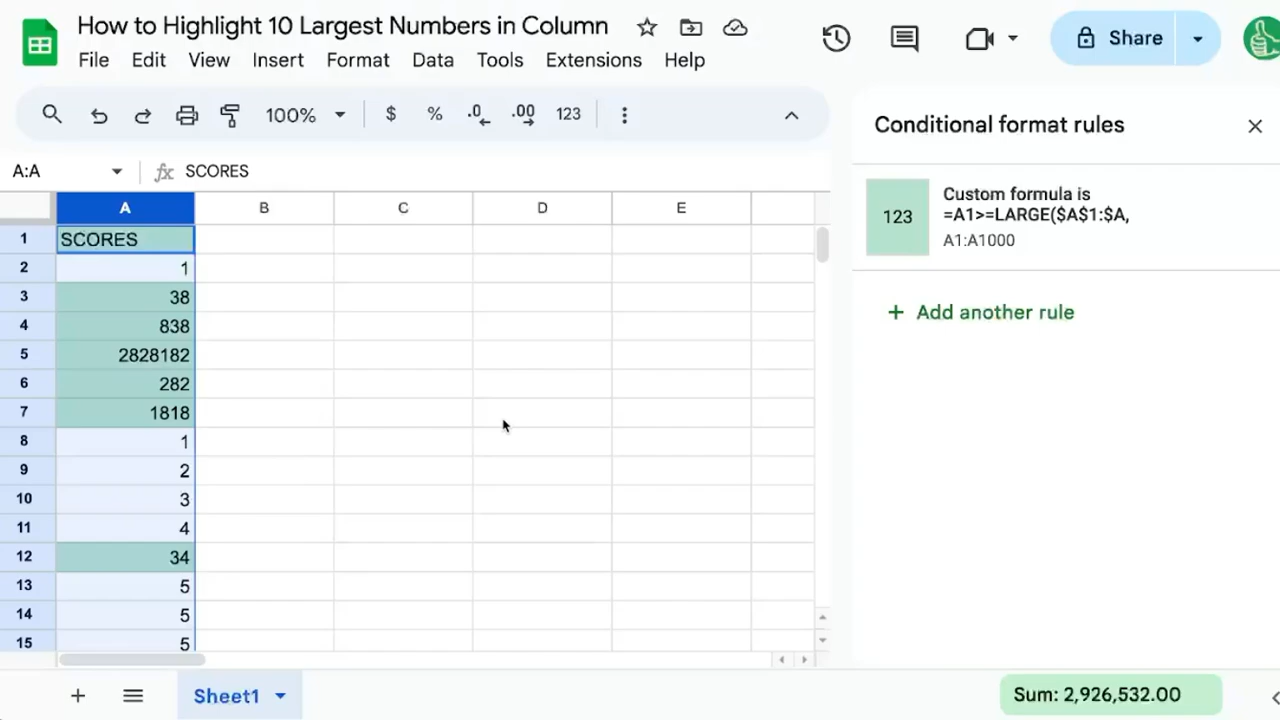 How to Highlight 10 Largest Numbers in Column
File Edit View Insert Format Data Tools Extensions Help
Share
100% $ % .0 .00 123
A:A fx SCORES
A B C D E
1 SCORES
2 1
3 38
4 838
5 2828182
6 282
7 1818
8 1
9 2
10 3
11 4
12 34
13 5
14 5
15 5
Sheet1
Sum: 2,926,532.00
Conditional format rules
123
Custom formula is
=A1>=LARGE($A$1:$A,
A1:A1000
+ Add another rule